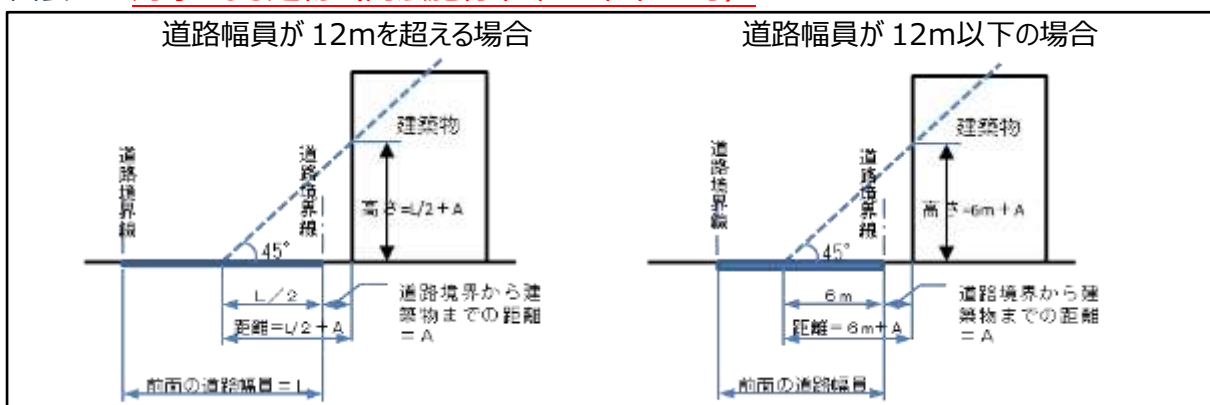 道路幅員が 12mを超える場合
道路幅員が 12m以下の場合
建築物
道路境界線
道路境界線
高さ=L/2+A
45°
L/2
道路境界から建
築物までの距離
=A
距離=L/2+A
前面の道路幅員=L
建築物
道路境界線
道路境界線
高さ=6m+A
45°
6m
道路境界から建
築物までの距離
=A
距離=6m+A
前面の道路幅員